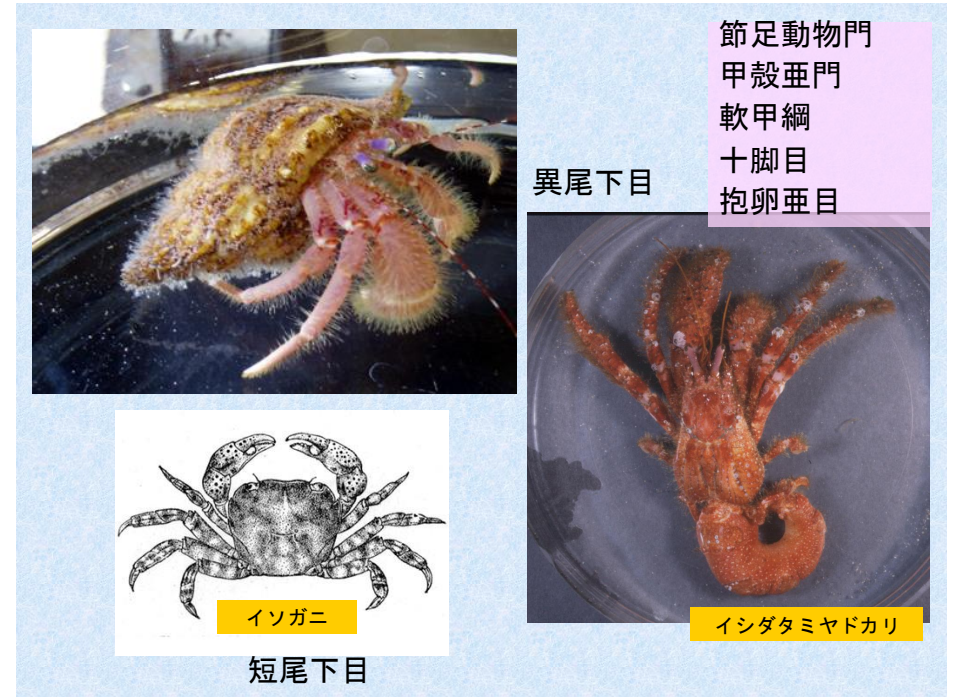 節足動物門
甲殻亜門
軟甲綱
十脚目
抱卵亜目
異尾下目
イシダタミヤドカリ
イソガニ
短尾下目